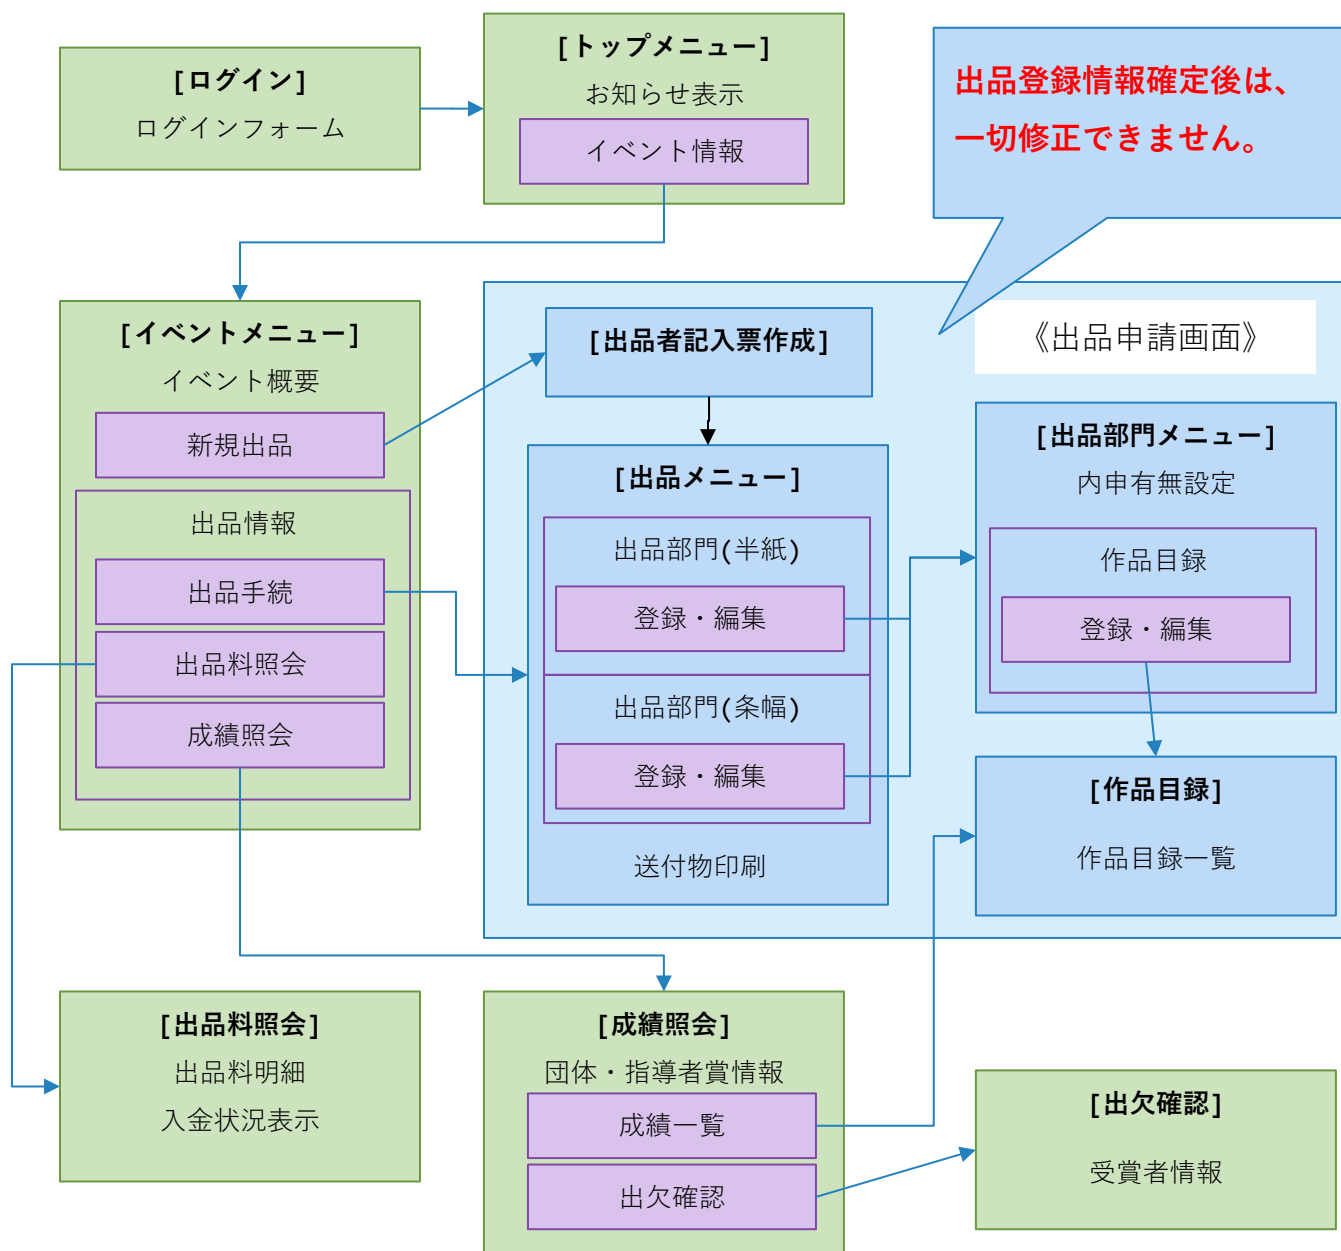 [ログイン]
ログインフォーム
[トップメニュー]
お知らせ表示
イベント情報
出品登録情報確定後は、
一切修正できません。
[イベントメニュー]
イベント概要
新規出品
出品情報
出品手続
出品料照会
成績照会
《出品申請画面》
[出品者記入票作成]
[出品メニュー]
出品部門(半紙)
登録・編集
出品部門(条幅)
登録・編集
送付物印刷
[出品部門メニュー]
内申有無設定
作品目録
登録・編集
[作品目録]
作品目録一覧
[出品料照会]
出品料明細
入金状況表示
[成績照会]
団体・指導者賞情報
成績一覧
出欠確認
[出欠確認]
受賞者情報